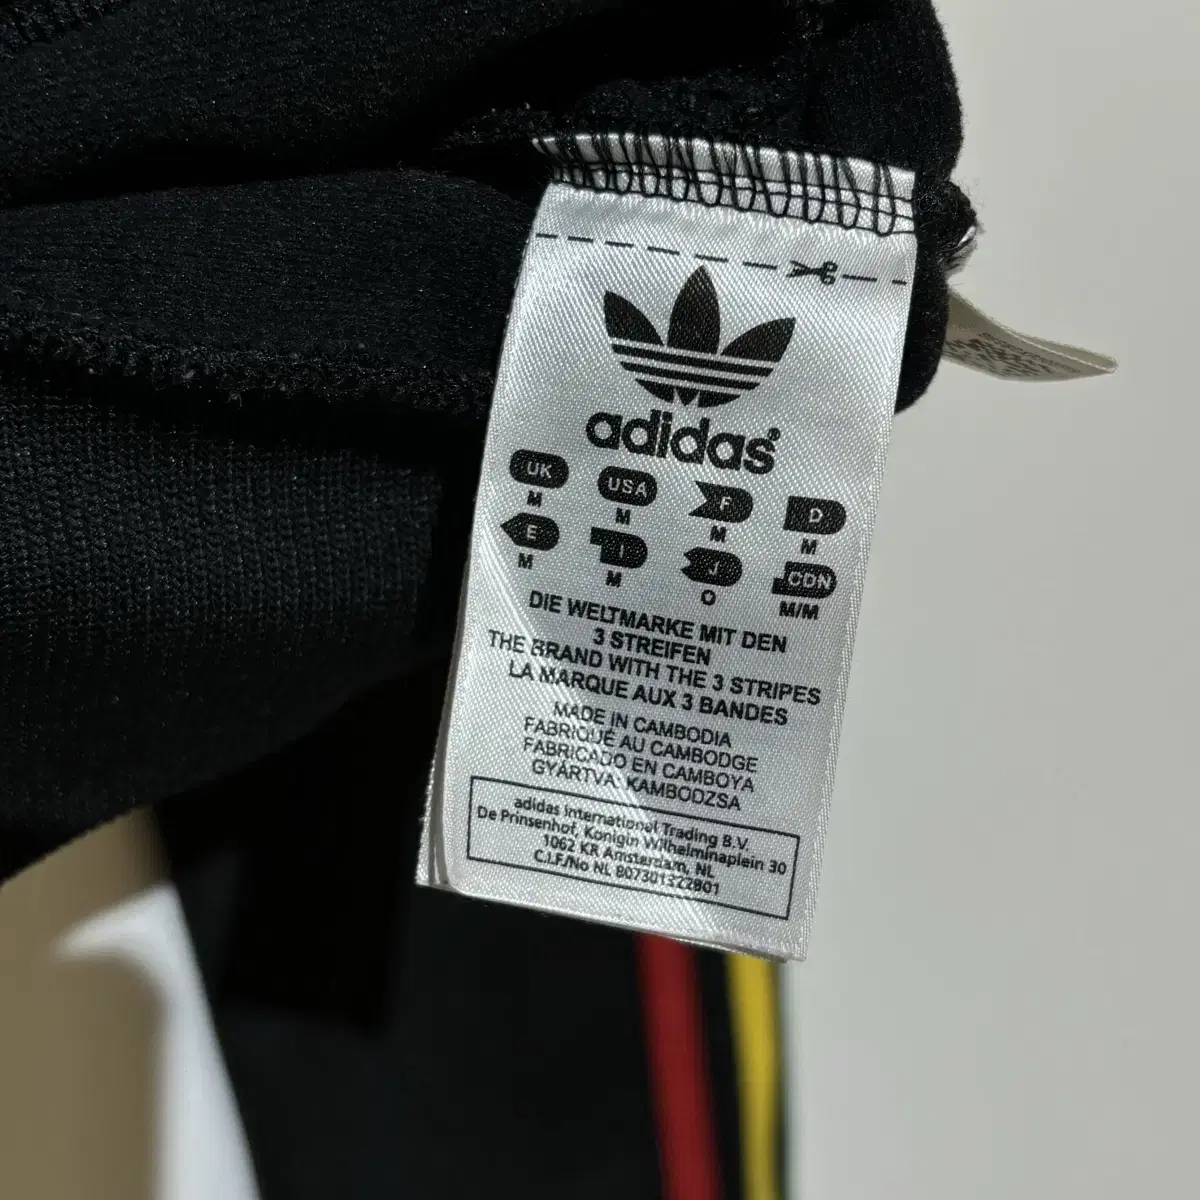 adidas
UK USA F D
M M M M
E I J CDN
M M O M/M
DIE WELTMARKE MIT DEN
3 STREIFEN
THE BRAND WITH THE 3 STRIPES
LA MARQUE AUX 3 BANDES
MADE IN CAMBODIA
FABRIQUÉ AU CAMBODGE
FABRICADO EN CAMBOYA
GYÁRTVA: KAMBODZSA
adidas International Trading B.V.
De Prinsenhof, Konigin Wilhelminaplein 30
1062 KR Amsterdam, NL
C.I.F./No NL 807301322B01